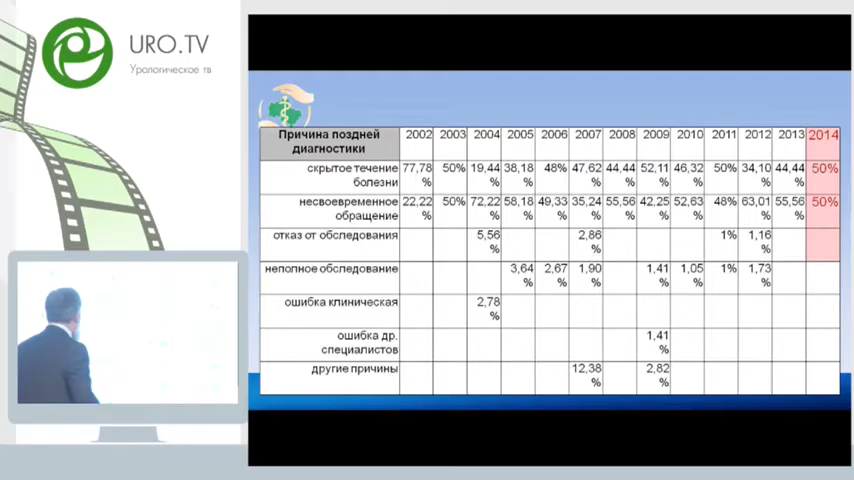 URO.TV
Урологическое тв
Причина поздней диагностики 2002 2003 2004 2005 2006 2007 2008 2009 2010 2011 2012 2013 2014
скрытое течение болезни 77,78 % 50% 19,44 % 38,18 % 48% 47,62 % 44,44 % 52,11 % 46,32 % 50% 34,10 % 44,44 % 50%
несвоевременное обращение 22,22 % 50% 72,22 % 58,18 % 49,33 % 35,24 % 55,56 % 42,25 % 52,63 % 48% 63,01 % 55,56 % 50%
отказ от обследования 5,56 % 2,86 % 1% 1,16 %
неполное обследование 3,64 % 2,67 % 1,90 % 1,41 % 1,05 % 1% 1,73 %
ошибка клиническая 2,78 %
ошибка др. специалистов 1,41 %
другие причины 12,38 % 2,82 %